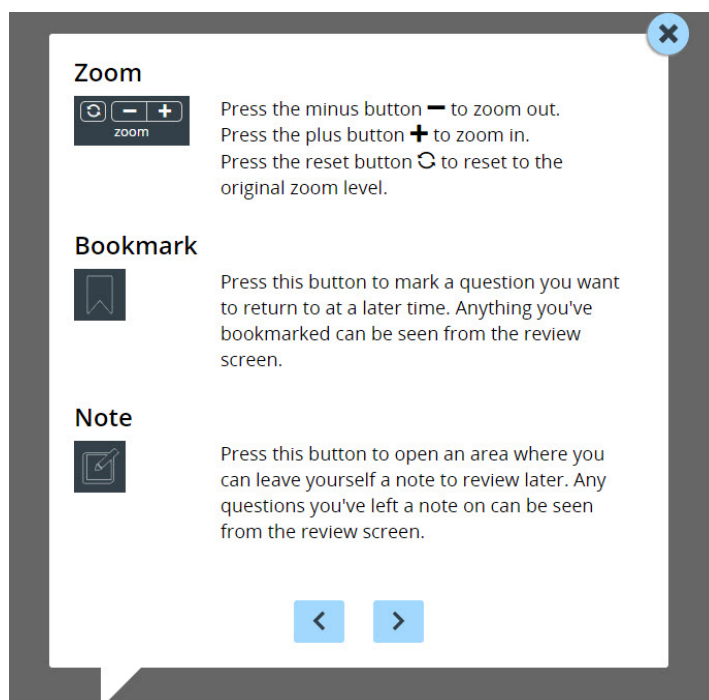 Zoom
zoom
Press the minus button − to zoom out.
Press the plus button + to zoom in.
Press the reset button to reset to the
original zoom level.
Bookmark
Press this button to mark a question you want
to return to at a later time. Anything you've
bookmarked can be seen from the review
screen.
Note
Press this button to open an area where you
can leave yourself a note to review later. Any
questions you've left a note on can be seen
from the review screen.